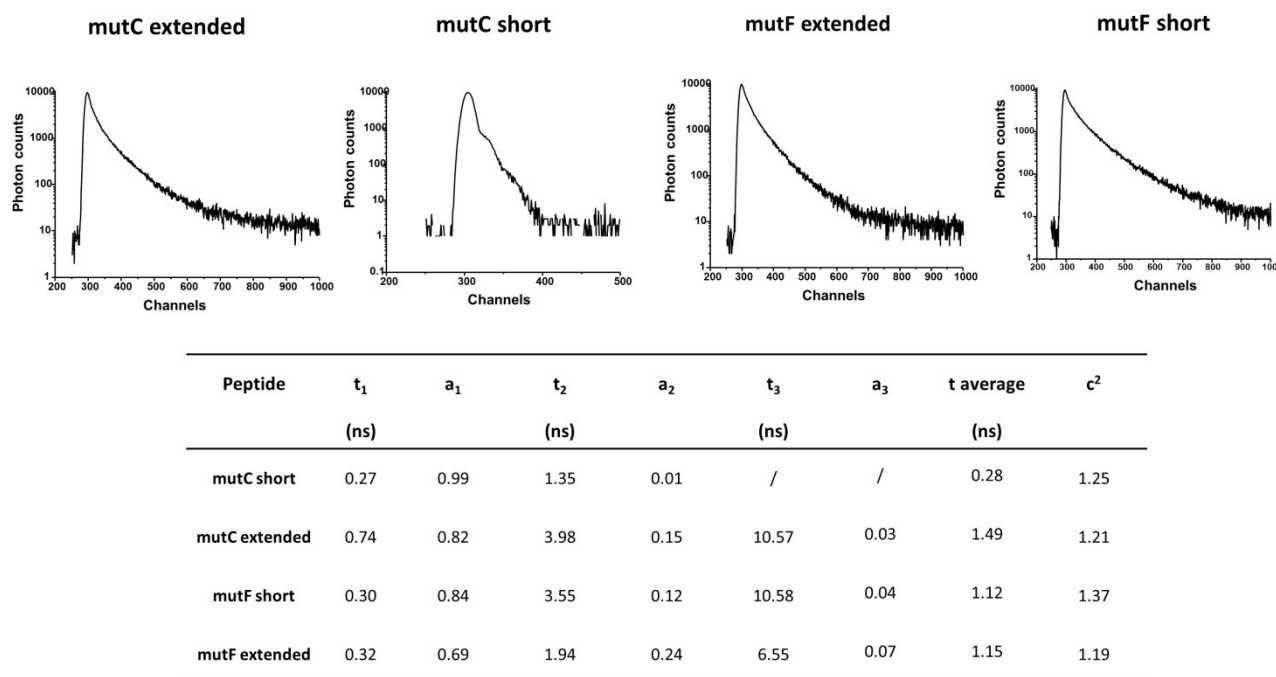 mutC extended mutC short mutF extended mutF short
Photon counts
10000
1000
100
10
1
200 300 400 500 600 700 800 900 1000
Channels
Photon counts
10000
1000
100
10
1
0.1
200 300 400 500
Channels
Photon counts
10000
1000
100
10
1
200 300 400 500 600 700 800 900 1000
Channels
Photon counts
10000
1000
100
10
1
200 300 400 500 600 700 800 900 1000
Channels
Peptide t1 a1 t2 a2 t3 a3 t average c2
(ns) (ns) (ns) (ns)
mutC short 0.27 0.99 1.35 0.01 / / 0.28 1.25
mutC extended 0.74 0.82 3.98 0.15 10.57 0.03 1.49 1.21
mutF short 0.30 0.84 3.55 0.12 10.58 0.04 1.12 1.37
mutF extended 0.32 0.69 1.94 0.24 6.55 0.07 1.15 1.19